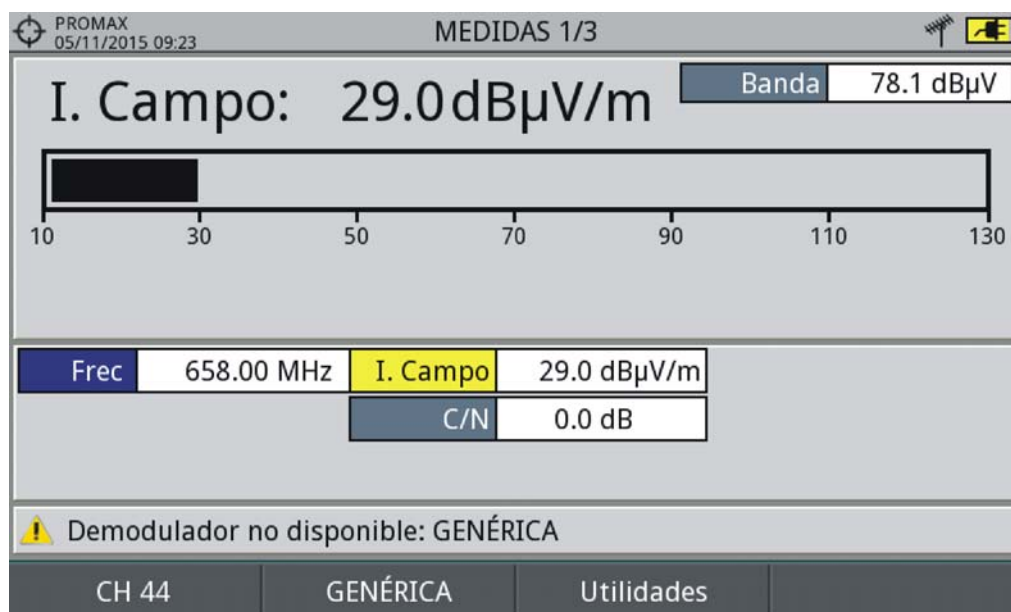 PROMAX
05/11/2015 09:23
MEDIDAS 1/3
I. Campo: 29.0 dBµV/m
Banda 78.1 dBµV
10 30 50 70 90 110 130
Frec 658.00 MHz I. Campo 29.0 dBµV/m
C/N 0.0 dB
Demodulador no disponible: GENÉRICA
CH 44 GENÉRICA Utilidades